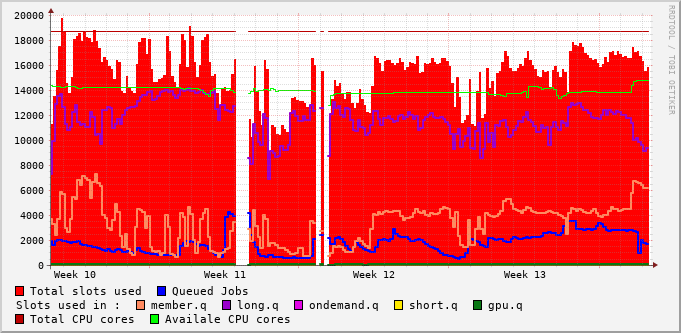 20000
18000
16000
14000
12000
10000
8000
6000
4000
2000
0
Week 10 Week 11 Week 12 Week 13
Total slots used Queued Jobs
Slots used in : member.q long.q ondemand.q short.q gpu.q
Total CPU cores Availale CPU cores
RRDTOOL / TOBI OETIKER